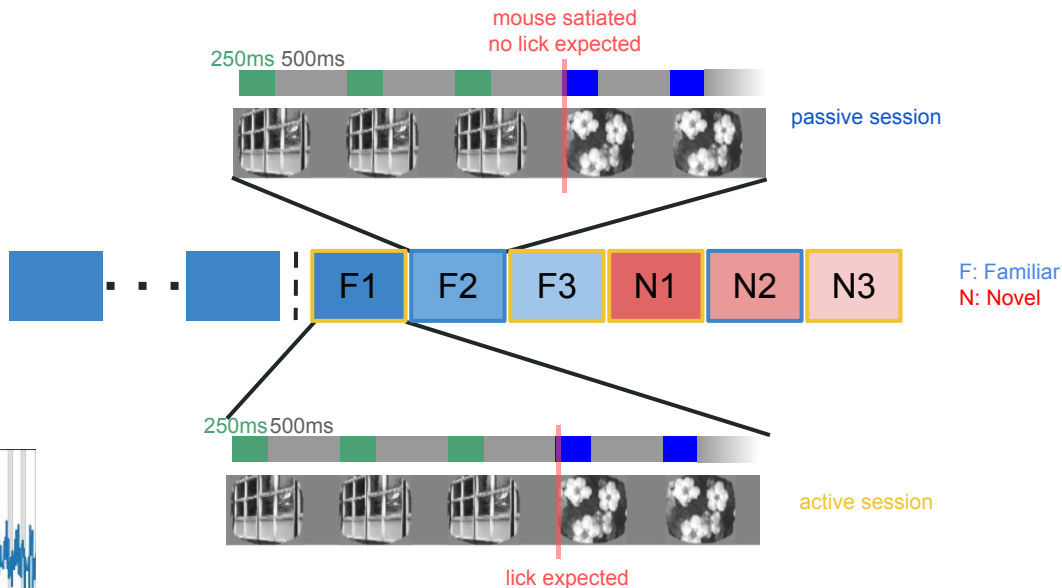 mouse satiated
no lick expected
250ms 500ms
passive session
F1 F2 F3 N1 N2 N3
F: Familiar
N: Novel
250ms 500ms
active session
lick expected